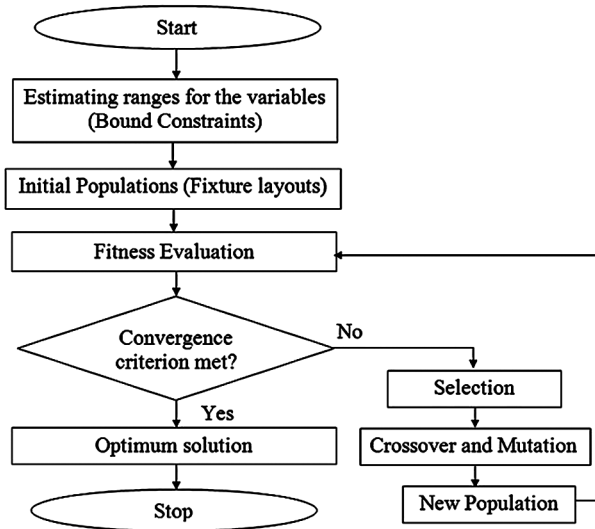 Start
Estimating ranges for the variables
(Bound Constraints)
Initial Populations (Fixture layouts)
Fitness Evaluation
Convergence
criterion met?
No
Selection
Yes
Optimum solution
Crossover and Mutation
Stop
New Population